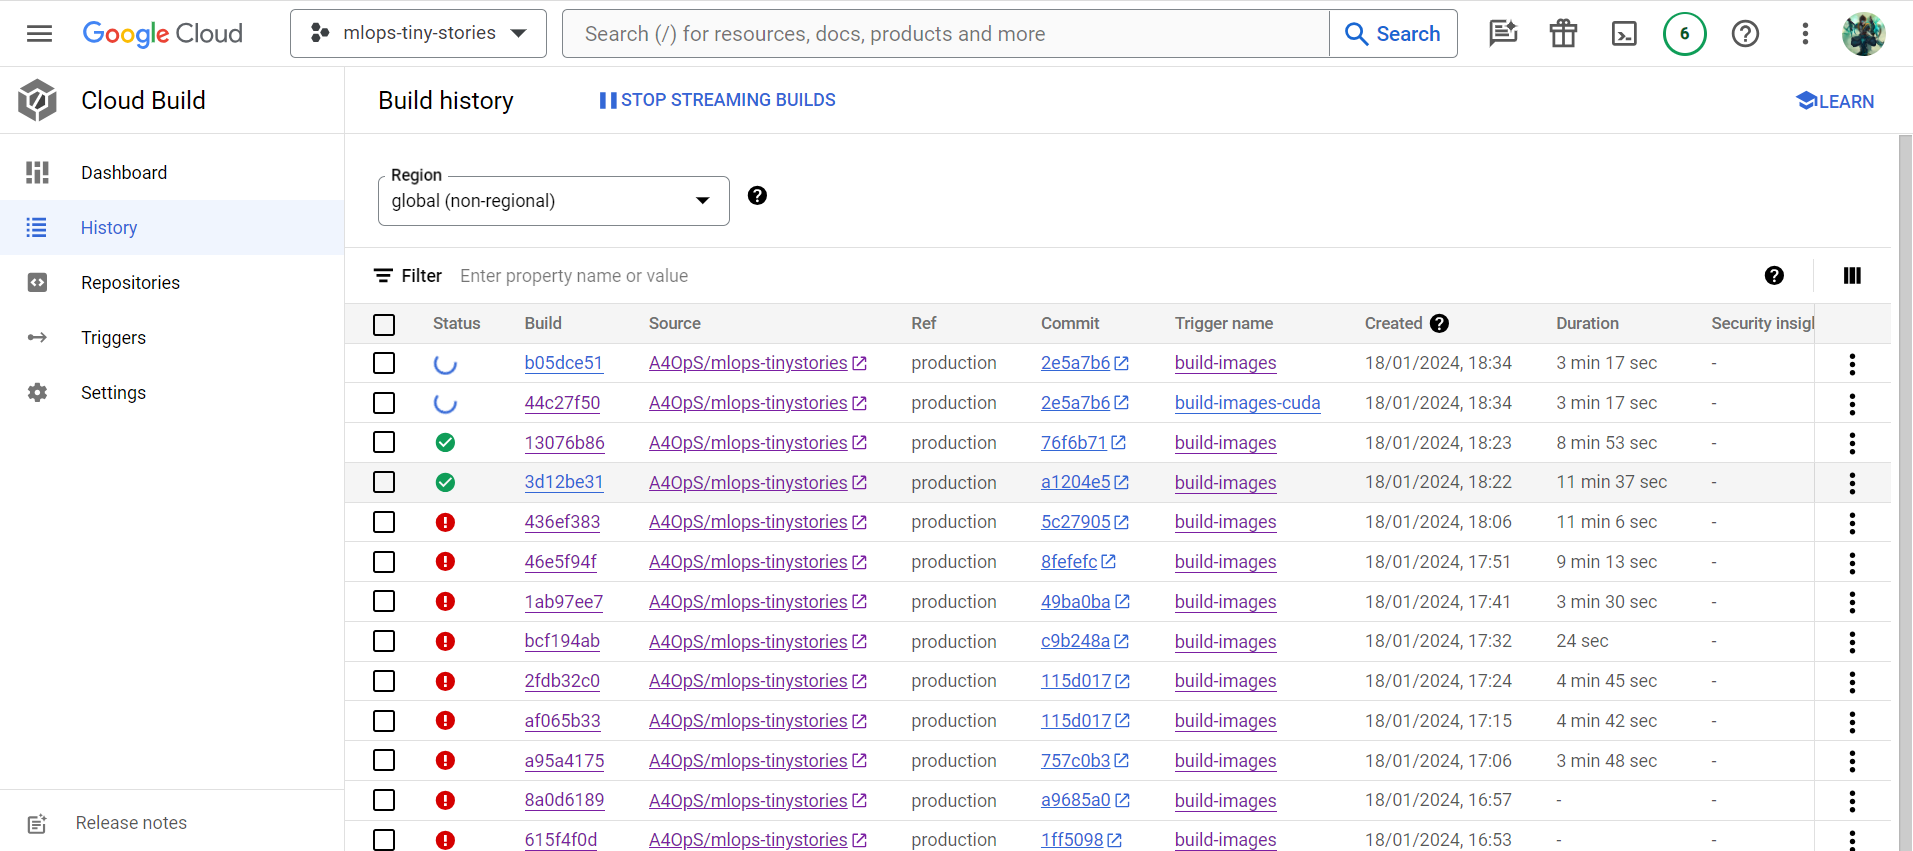 Google Cloud
mlops-tiny-stories
Search (/) for resources, docs, products and more
Search
6
Cloud Build
Build history
STOP STREAMING BUILDS
LEARN
Dashboard
History
Repositories
Triggers
Settings
Release notes
Region
global (non-regional)
Filter Enter property name or value
Status Build Source Ref Commit Trigger name Created Duration Security insigh
b05dce51 A4OpS/mlops-tinystories production 2e5a7b6 build-images 18/01/2024, 18:34 3 min 17 sec -
44c27f50 A4OpS/mlops-tinystories production 2e5a7b6 build-images-cuda 18/01/2024, 18:34 3 min 17 sec -
13076b86 A4OpS/mlops-tinystories production 76f6b71 build-images 18/01/2024, 18:23 8 min 53 sec -
3d12be31 A4OpS/mlops-tinystories production a1204e5 build-images 18/01/2024, 18:22 11 min 37 sec -
436ef383 A4OpS/mlops-tinystories production 5c27905 build-images 18/01/2024, 18:06 11 min 6 sec -
46e5f94f A4OpS/mlops-tinystories production 8fefefc build-images 18/01/2024, 17:51 9 min 13 sec -
1ab97ee7 A4OpS/mlops-tinystories production 49ba0ba build-images 18/01/2024, 17:41 3 min 30 sec -
bcf194ab A4OpS/mlops-tinystories production c9b248a build-images 18/01/2024, 17:32 24 sec -
2fdb32c0 A4OpS/mlops-tinystories production 115d017 build-images 18/01/2024, 17:24 4 min 45 sec -
af065b33 A4OpS/mlops-tinystories production 115d017 build-images 18/01/2024, 17:15 4 min 42 sec -
a95a4175 A4OpS/mlops-tinystories production 757c0b3 build-images 18/01/2024, 17:06 3 min 48 sec -
8a0d6189 A4OpS/mlops-tinystories production a9685a0 build-images 18/01/2024, 16:57 - -
615f4f0d A4OpS/mlops-tinystories production 1ff5098 build-images 18/01/2024, 16:53 - -